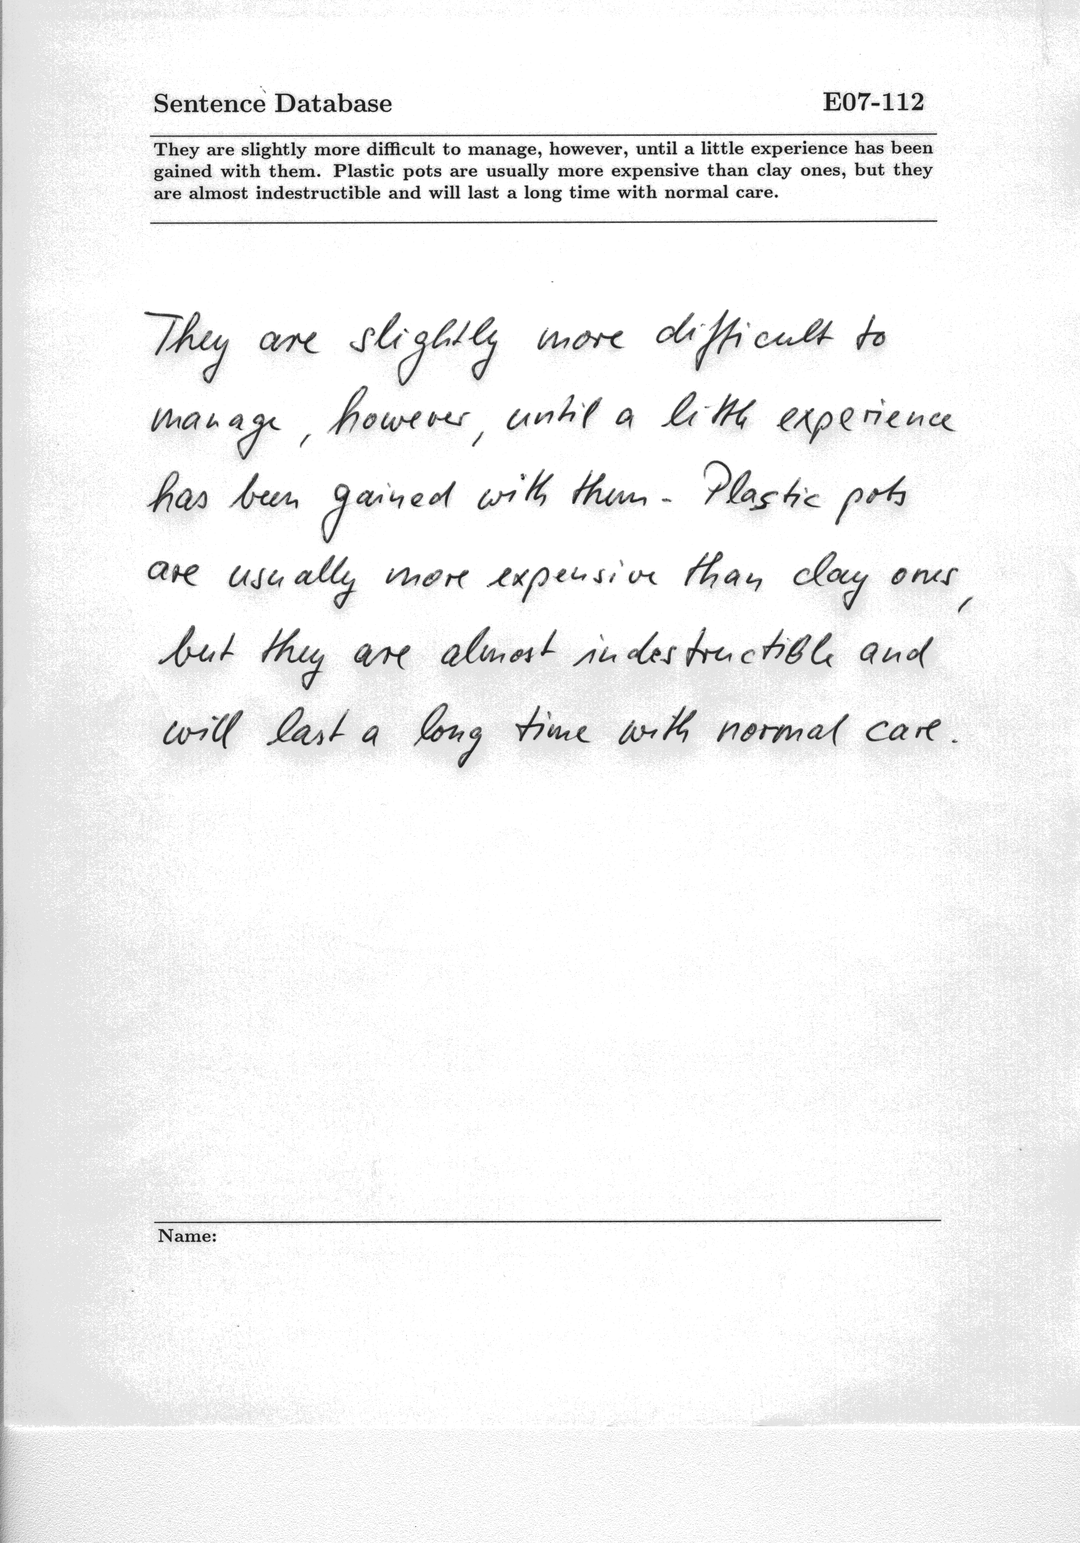 Sentence Database E07-112
They are slightly more difficult to manage, however, until a little experience has been
gained with them. Plastic pots are usually more expensive than clay ones, but they
are almost indestructible and will last a long time with normal care.
They are slightly more difficult to
manage, however, until a little experience
has been gained with them. Plastic pots
are usually more expensive than clay ones,
but they are almost indestructible and
will last a long time with normal care.
Name: